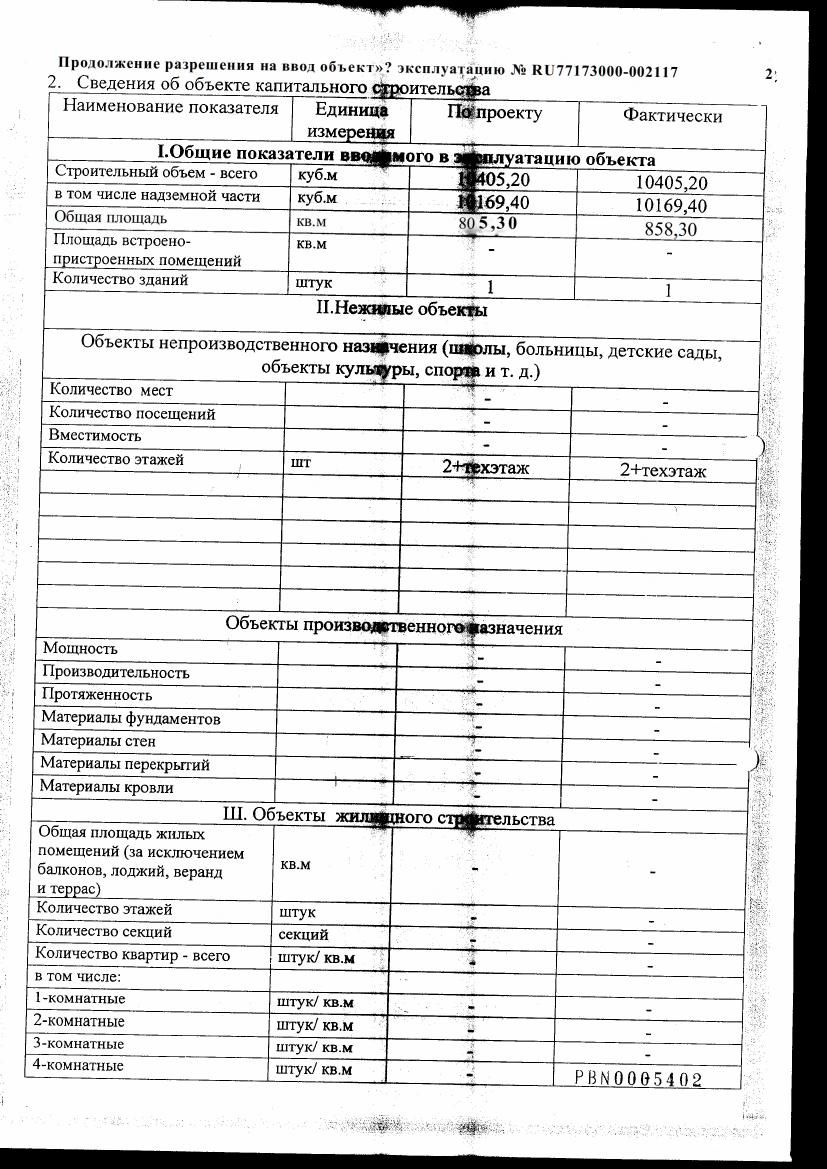 Продолжение разрешения на ввод объект»? эксплуатацию № RU77173000-002117 2
2. Сведения об объекте капитального строительства
Наименование показателя Единица измерения По проекту Фактически
I.Общие показатели вводимого в эксплуатацию объекта
Строительный объем - всего куб.м 10405,20 10405,20
в том числе надземной части куб.м 10169,40 10169,40
Общая площадь кв.м 805,30 858,30
Площадь встроено- кв.м - -
пристроенных помещений
Количество зданий штук 1 1
II.Нежилые объекты
Объекты непроизводственного назначения (школы, больницы, детские сады,
объекты культуры, спорта и т. д.)
Количество мест - -
Количество посещений - -
Вместимость - -
Количество этажей шт 2+техэтаж 2+техэтаж
Объекты производственного назначения
Мощность - -
Производительность - -
Протяженность - -
Материалы фундаментов - -
Материалы стен - -
Материалы перекрытий - -
Материалы кровли - -
III. Объекты жилищного строительства
Общая площадь жилых
помещений (за исключением
балконов, лоджий, веранд кв.м - -
и террас)
Количество этажей штук - -
Количество секций секций - -
Количество квартир - всего штук/ кв.м - -
в том числе:
1-комнатные штук/ кв.м - -
2-комнатные штук/ кв.м - -
3-комнатные штук/ кв.м - -
4-комнатные штук/ кв.м -
PBN0005402